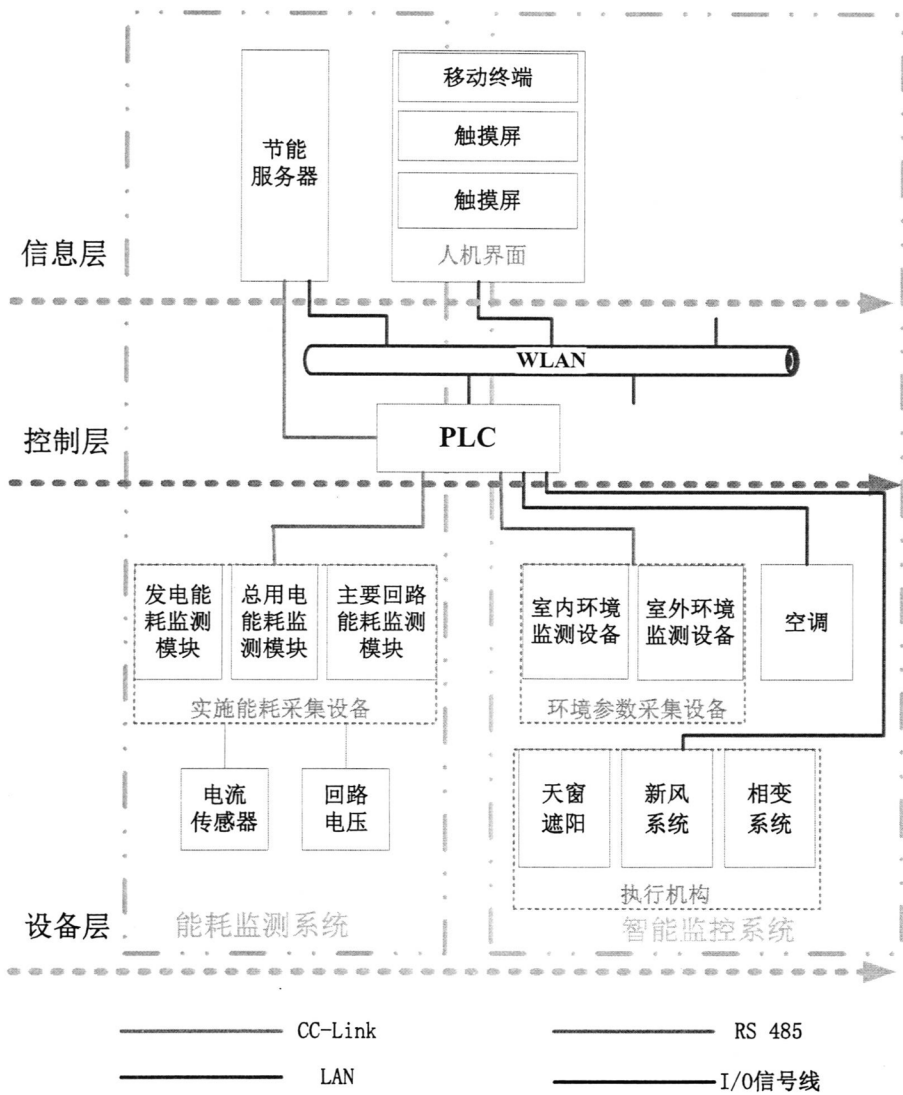 移动终端
触摸屏
触摸屏
人机界面
节能
服务器
信息层
WLAN
PLC
控制层
发电能
耗监测
模块
总用电
能耗监
测模块
主要回路
能耗监测
模块
实施能耗采集设备
室内环境
监测设备
室外环境
监测设备
环境参数采集设备
空调
电流
传感器
回路
电压
天窗
遮阳
新风
系统
相变
系统
执行机构
设备层
能耗监测系统
智能监控系统
CC-Link
RS 485
LAN
I/O信号线